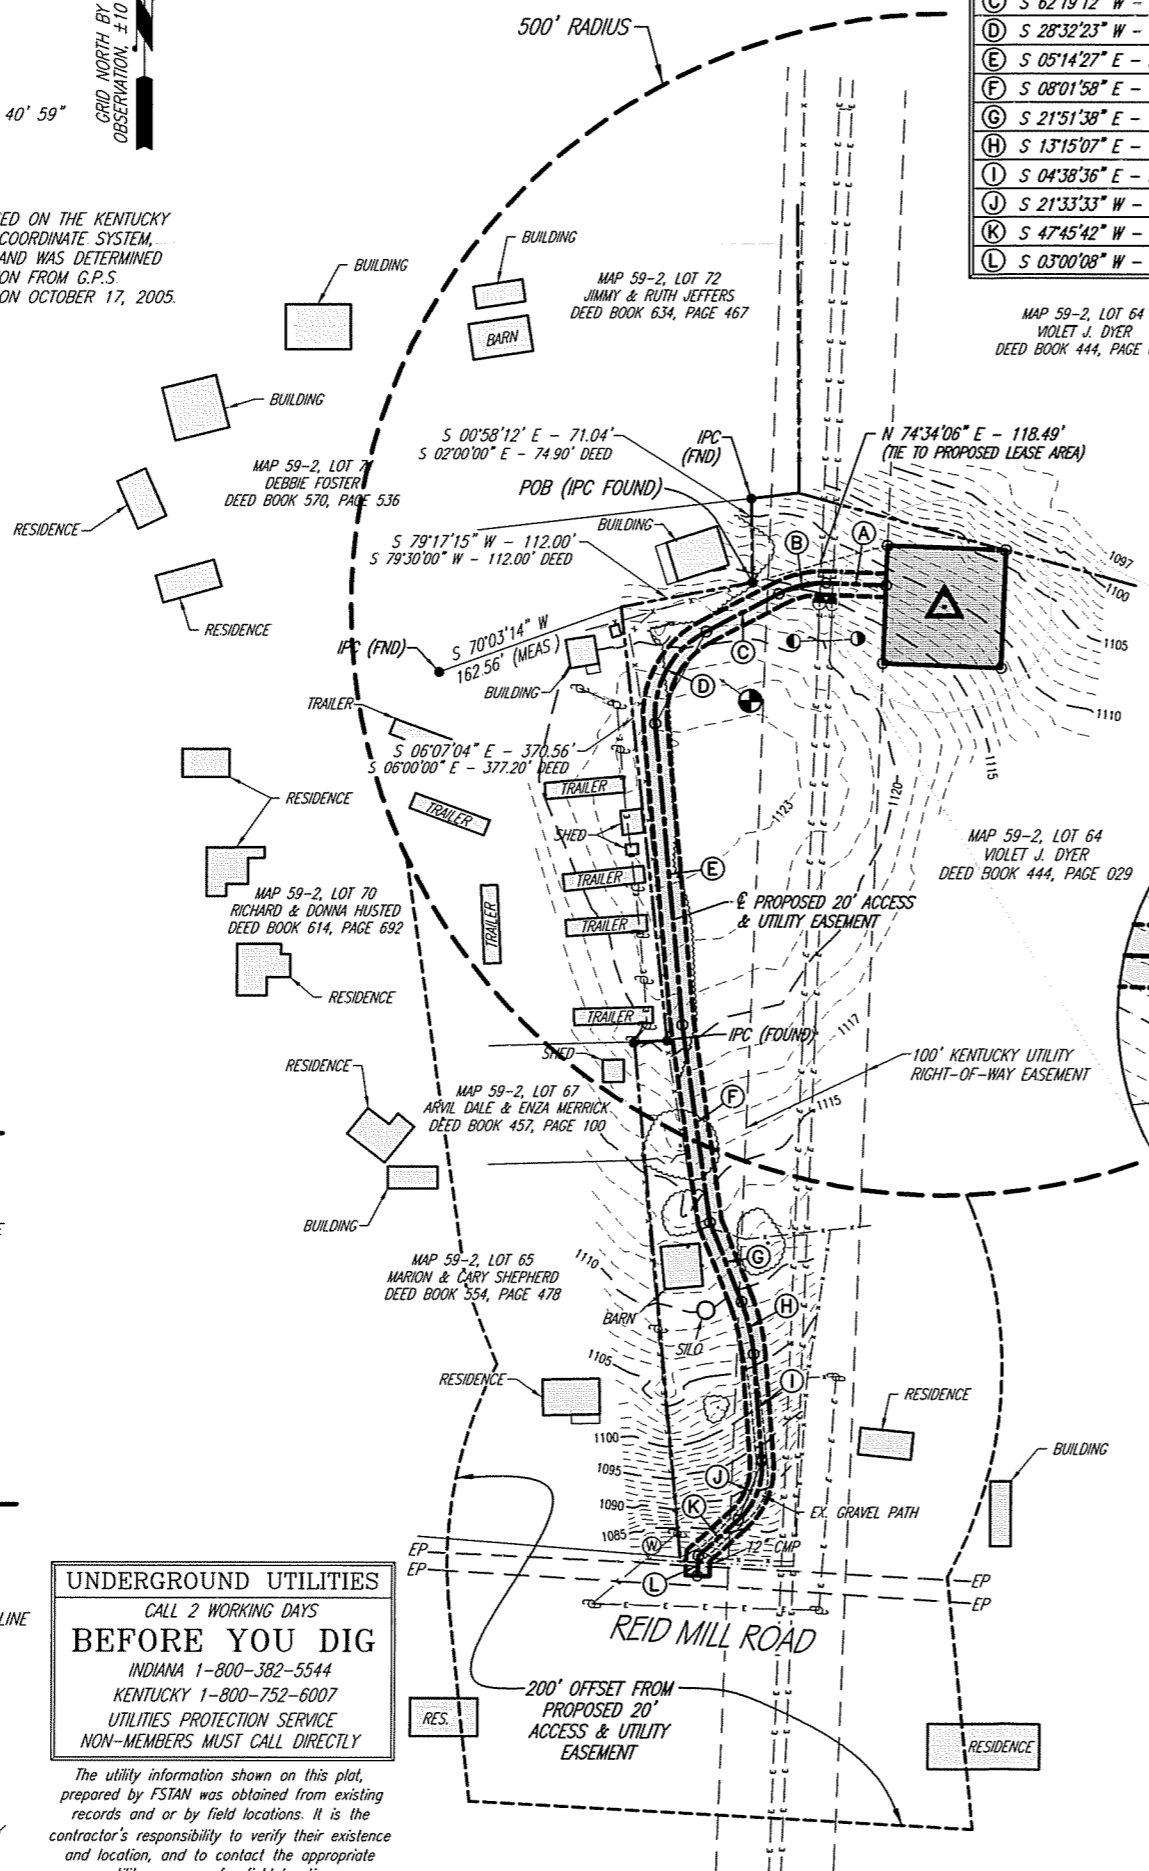 500' RADIUS
GRID NORTH BY
OBSERVATION, ±10
40' 59"
ED ON THE KENTUCKY
COORDINATE SYSTEM,
AND WAS DETERMINED
ON FROM G.P.S.
ON OCTOBER 17, 2005.
C S 62°19'12" W -
D S 28°32'23" W -
E S 05°14'27" E -
F S 08°01'58" E -
G S 21°51'38" E -
H S 13°15'07" E -
I S 04°38'36" E -
J S 21°33'33" W -
K S 47°45'42" W -
L S 03°00'08" W -
BUILDING
BUILDING
BARN
MAP 59-2, LOT 72
JIMMY & RUTH JEFFERS
DEED BOOK 634, PAGE 467
MAP 59-2, LOT 64
VIOLET J. DYER
DEED BOOK 444, PAGE
BUILDING
S 00°58'12" E - 71.04'
S 02°00'00" E - 74.90' DEED
IPC
(FND)
N 74°34'06" E - 118.49'
(TIE TO PROPOSED LEASE AREA)
MAP 59-2, LOT 71
DEBBIE FOSTER
DEED BOOK 570, PAGE 536
POB (IPC FOUND)
RESIDENCE
BUILDING
S 79°17'15" W - 112.00'
S 79°30'00" W - 112.00' DEED
B
A
1097
1100
1105
1110
1115
1120
1123
RESIDENCE
IPC (FND)
S 70°03'14" W
162.56' (MEAS.)
BUILDING
C
D
TRAILER
S 06°07'04" E - 370.56'
S 06°00'00" E - 377.20' DEED
RESIDENCE
TRAILER
TRAILER
SHED
MAP 59-2, LOT 64
VIOLET J. DYER
DEED BOOK 444, PAGE 029
E
TRAILER
MAP 59-2, LOT 70
RICHARD & DONNA HUSTED
DEED BOOK 614, PAGE 692
TRAILER
TRAILER
℄ PROPOSED 20' ACCESS
& UTILITY EASEMENT
RESIDENCE
TRAILER
IPC (FOUND)
1117
SHED
100' KENTUCKY UTILITY
RIGHT-OF-WAY EASEMENT
RESIDENCE
MAP 59-2, LOT 67
ARVIL DALE & ENZA MERRICK
DEED BOOK 457, PAGE 100
F
1115
BUILDING
MAP 59-2, LOT 65
MARION & CARY SHEPHERD
DEED BOOK 554, PAGE 478
1110
G
H
BARN
SILO
1105
RESIDENCE
I
RESIDENCE
1100
1095
1090
1085
J
K
BUILDING
EX. GRAVEL PATH
12" CMP
W
EP
EP
EP
EP
L
REID MILL ROAD
200' OFFSET FROM
PROPOSED 20'
ACCESS & UTILITY
EASEMENT
RES.
RESIDENCE
LINE
UNDERGROUND UTILITIES
CALL 2 WORKING DAYS
BEFORE YOU DIG
INDIANA 1-800-382-5544
KENTUCKY 1-800-752-6007
UTILITIES PROTECTION SERVICE
NON-MEMBERS MUST CALL DIRECTLY
The utility information shown on this plat,
prepared by FSTAN was obtained from existing
records and or by field locations. It is the
contractor's responsibility to verify their existence
and location, and to contact the appropriate